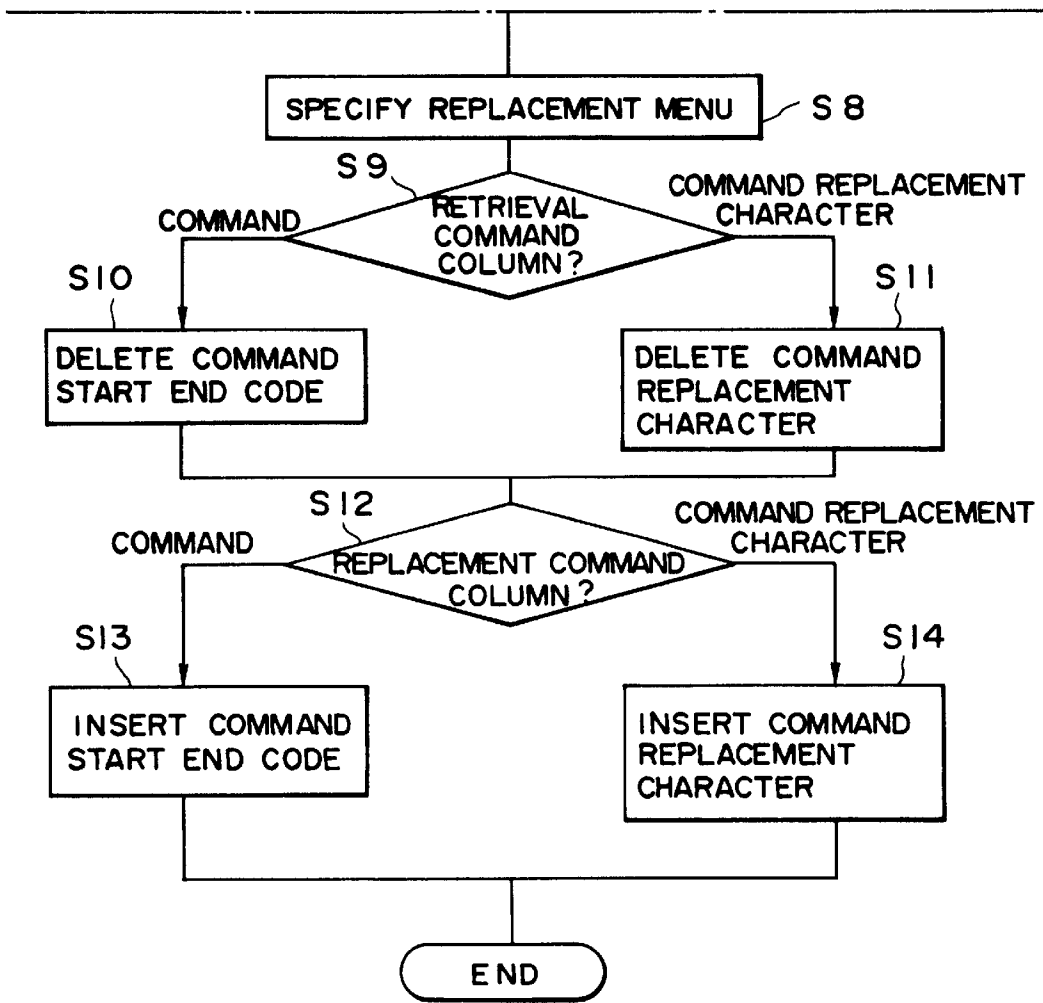 SPECIFY REPLACEMENT MENU
S8
S9
COMMAND
RETRIEVAL
COMMAND
COLUMN?
COMMAND REPLACEMENT
CHARACTER
S10
S11
DELETE COMMAND
START END CODE
DELETE COMMAND
REPLACEMENT
CHARACTER
S12
COMMAND
REPLACEMENT COMMAND
COLUMN?
COMMAND REPLACEMENT
CHARACTER
S13
S14
INSERT COMMAND
START END CODE
INSERT COMMAND
REPLACEMENT
CHARACTER
END